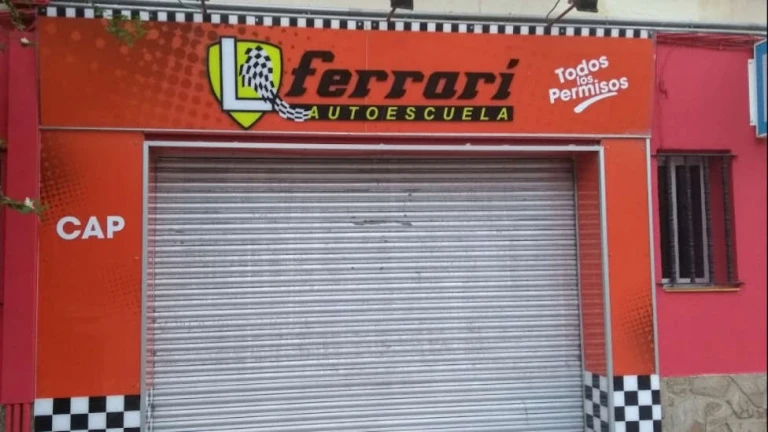 L ferrari
AUTOESCUELA
Todos
los
Permisos
CAP